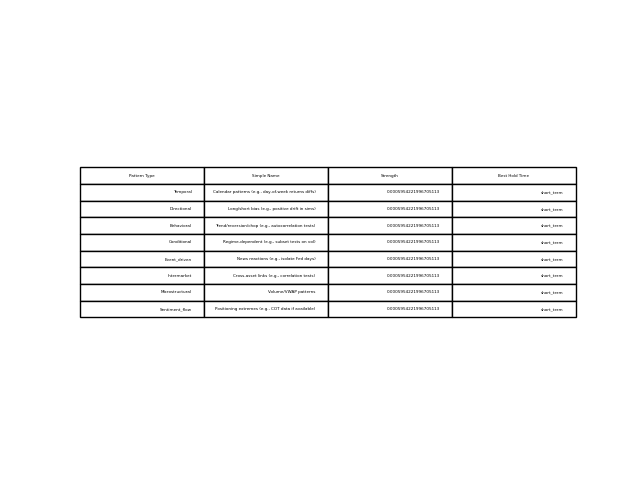 Pattern Type Simple Name Strength Best Hold Time
Temporal Calendar patterns (e.g., day-of-week returns diffs) 0.0005954221996705113 short_term
Directional Long/short bias (e.g., positive drift in sims) 0.0005954221996705113 short_term
Behavioral Trend/reversion/chop (e.g., autocorrelation tests) 0.0005954221996705113 short_term
Conditional Regime-dependent (e.g., subset tests on vol) 0.0005954221996705113 short_term
Event_driven News reactions (e.g., isolate Fed days) 0.0005954221996705113 short_term
Intermarket Cross-asset links (e.g., correlation tests) 0.0005954221996705113 short_term
Microstructural Volume/VWAP patterns 0.0005954221996705113 short_term
Sentiment_flow Positioning extremes (e.g., COT data if available) 0.0005954221996705113 short_term